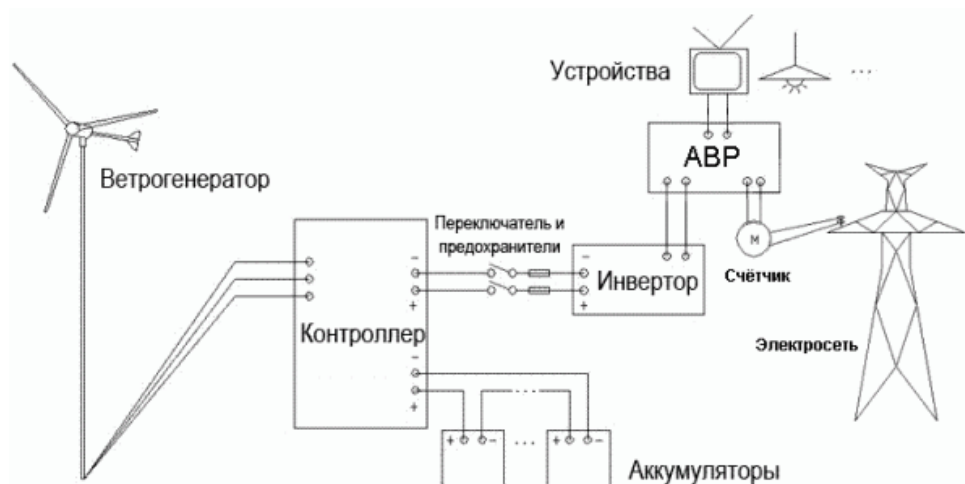 Устройства
...
АВР
Ветрогенератор
Переключатель и
предохранители
М
Счётчик
Инвертор
- +
Контроллер
- +
- +
Электросеть
+ - ... + -
Аккумуляторы